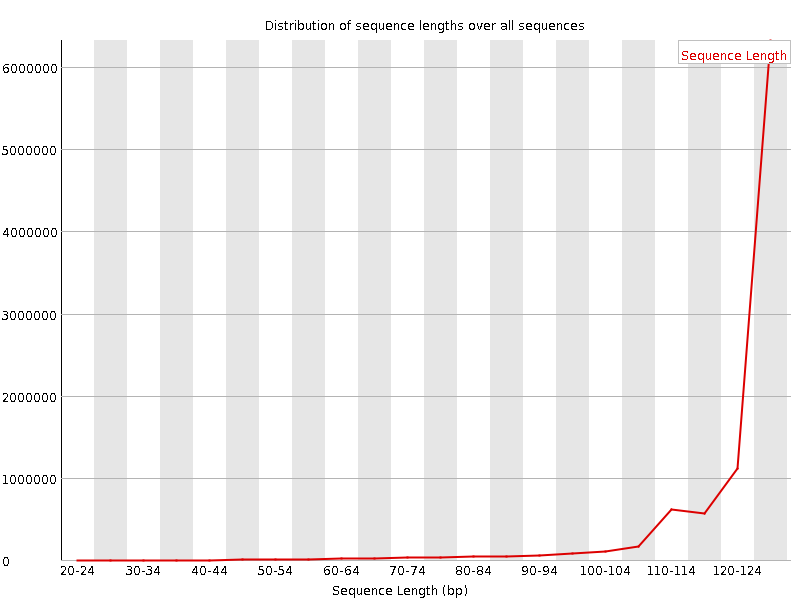 Distribution of sequence lengths over all sequences
Sequence Length
6000000
5000000
4000000
3000000
2000000
1000000
0
20-24 30-34 40-44 50-54 60-64 70-74 80-84 90-94 100-104 110-114 120-124
Sequence Length (bp)